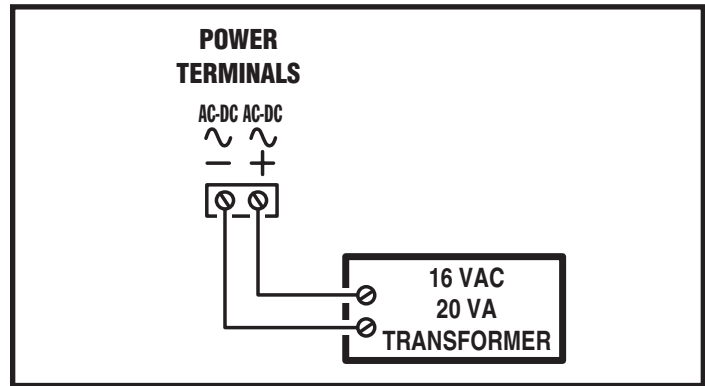 POWER
TERMINALS
AC-DC AC-DC
− +
16 VAC
20 VA
TRANSFORMER